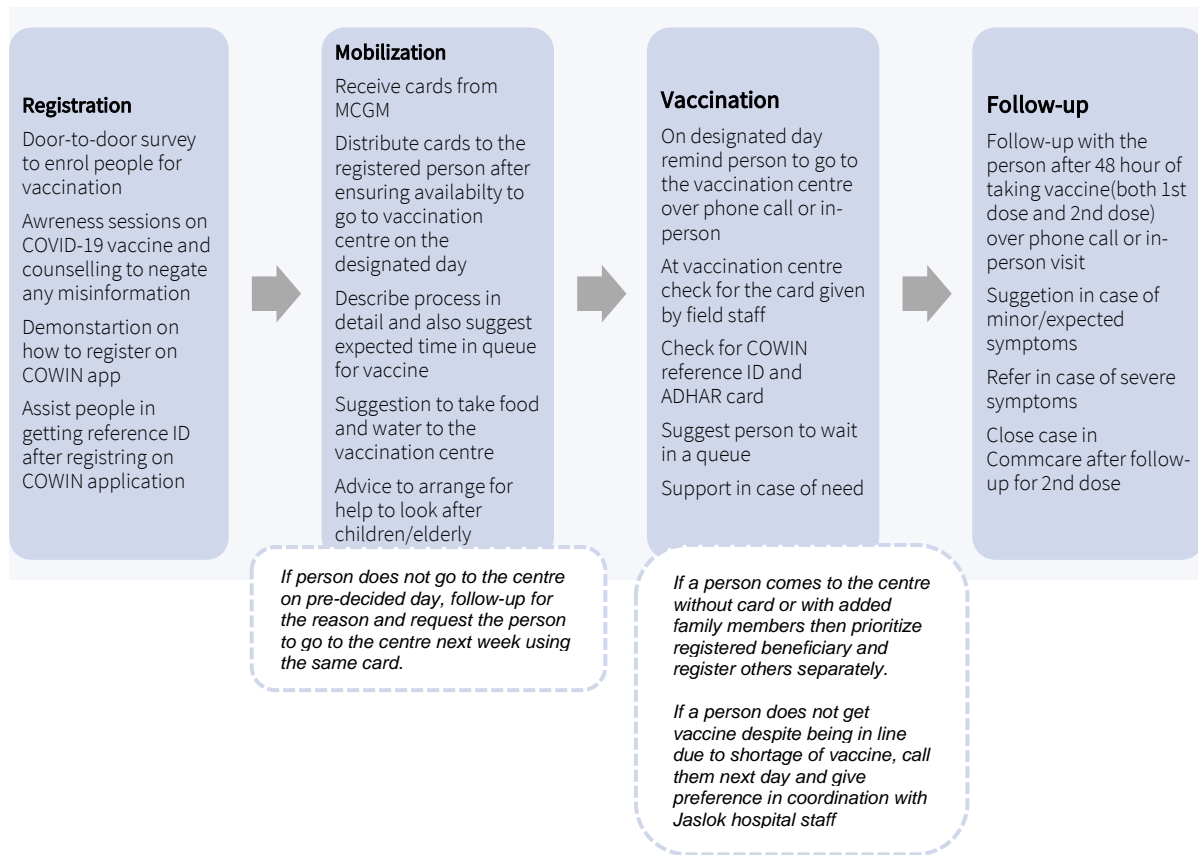 Registration
Door-to-door survey
to enrol people for
vaccination
Awreness sessions on
COVID-19 vaccine and
counselling to negate
any misinformation
Demonstartion on
how to register on
COWIN app
Assist people in
getting reference ID
after registring on
COWIN application
Mobilization
Receive cards from
MCGM
Distribute cards to the
registered person after
ensuring availabilty to
go to vaccination
centre on the
designated day
Describe process in
detail and also suggest
expected time in queue
for vaccine
Suggestion to take food
and water to the
vaccination centre
Advice to arrange for
help to look after
children/elderly
If person does not go to the centre
on pre-decided day, follow-up for
the reason and request the person
to go to the centre next week using
the same card.
Vaccination
On designated day
remind person to go to
the vaccination centre
over phone call or in-
person
At vaccination centre
check for the card given
by field staff
Check for COWIN
reference ID and
ADHAR card
Suggest person to wait
in a queue
Support in case of need
If a person comes to the centre
without card or with added
family members then prioritize
registered beneficiary and
register others separately.
If a person does not get
vaccine despite being in line
due to shortage of vaccine, call
them next day and give
preference in coordination with
Jaslok hospital staff
Follow-up
Follow-up with the
person after 48 hour of
taking vaccine(both 1st
dose and 2nd dose)
over phone call or in-
person visit
Suggetion in case of
minor/expected
symptoms
Refer in case of severe
symptoms
Close case in
Commcare after follow-
up for 2nd dose